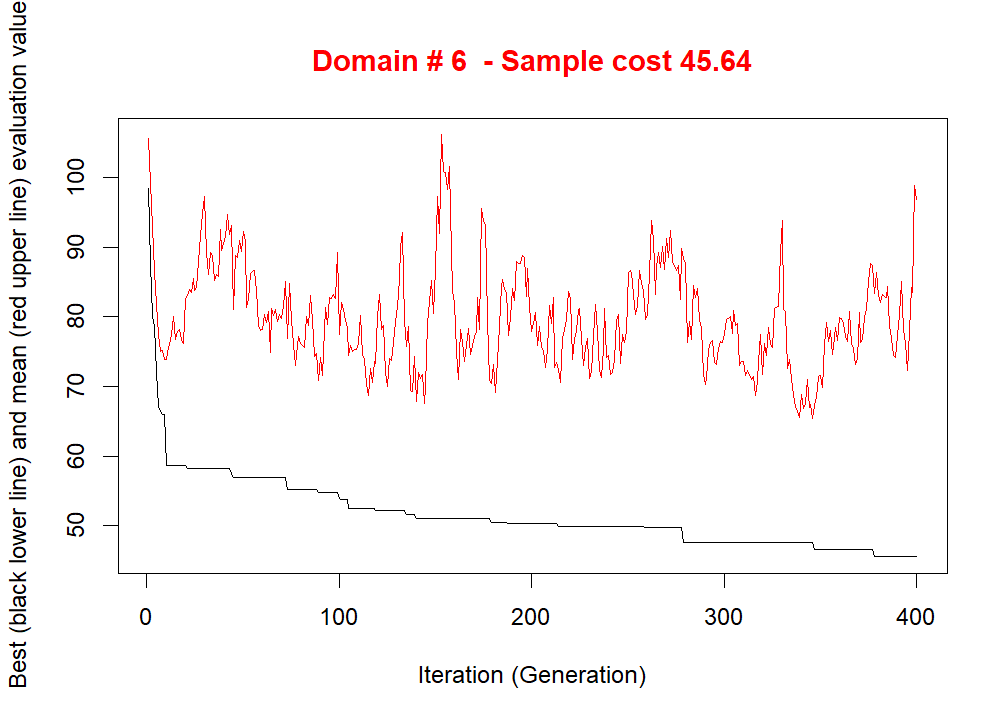 Domain # 6  - Sample cost 45.64
Best (black lower line) and mean (red upper line) evaluation value
100
90
80
70
60
50
0 100 200 300 400
Iteration (Generation)